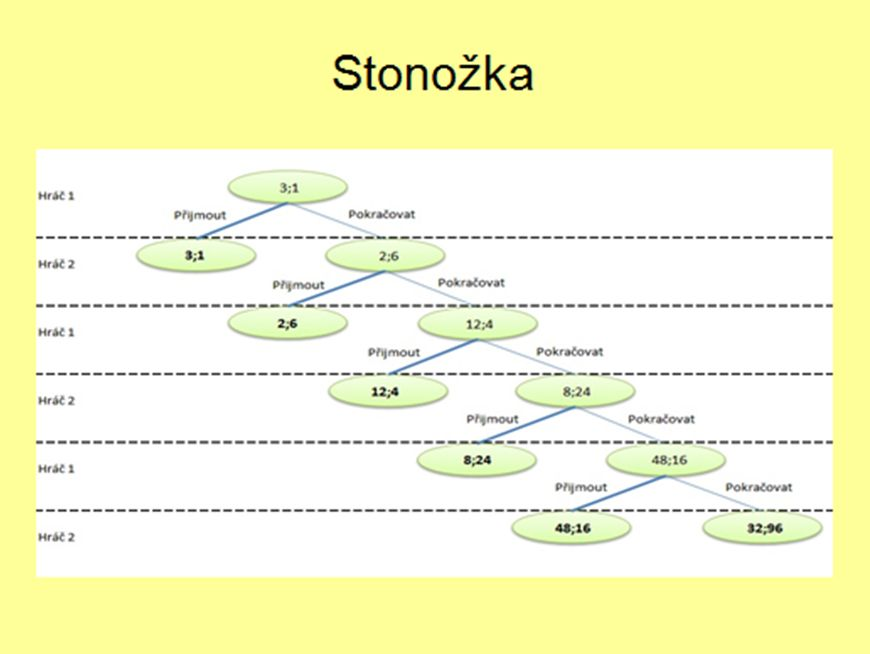 Stonožka
Hráč 1
3;1
Přijmout
Pokračovat
Hráč 2
3;1
2;6
Přijmout
Pokračovat
Hráč 1
2;6
12;4
Přijmout
Pokračovat
Hráč 2
12;4
8;24
Přijmout
Pokračovat
Hráč 1
8;24
48;16
Přijmout
Pokračovat
Hráč 2
48;16
32;96